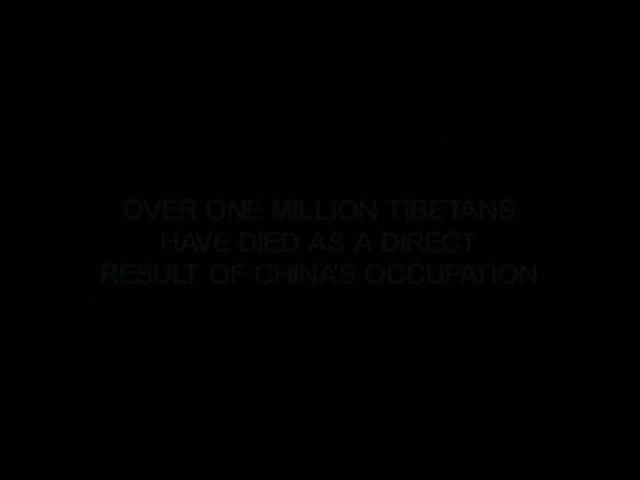 OVER ONE MILLION TIBETANS
HAVE DIED AS A DIRECT
RESULT OF CHINA'S OCCUPATION